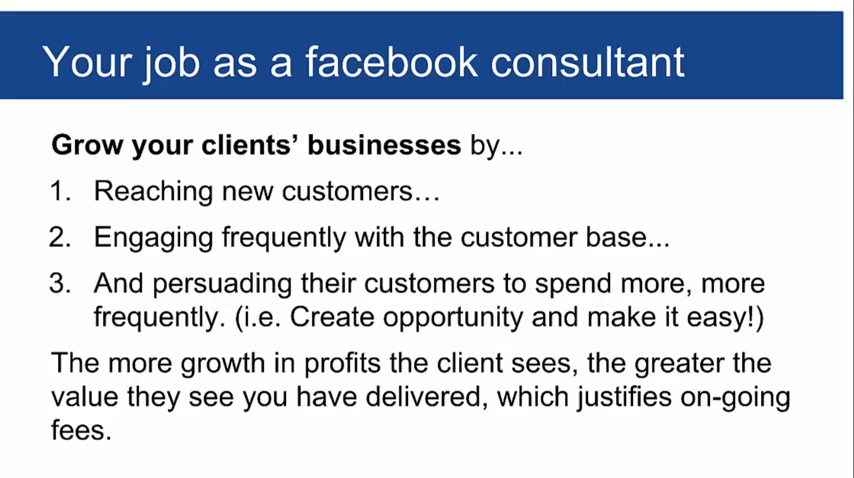 Your job as a facebook consultant
Grow your clients’ businesses by...
1. Reaching new customers…
2. Engaging frequently with the customer base...
3. And persuading their customers to spend more, more
frequently. (i.e. Create opportunity and make it easy!)
The more growth in profits the client sees, the greater the
value they see you have delivered, which justifies on-going
fees.